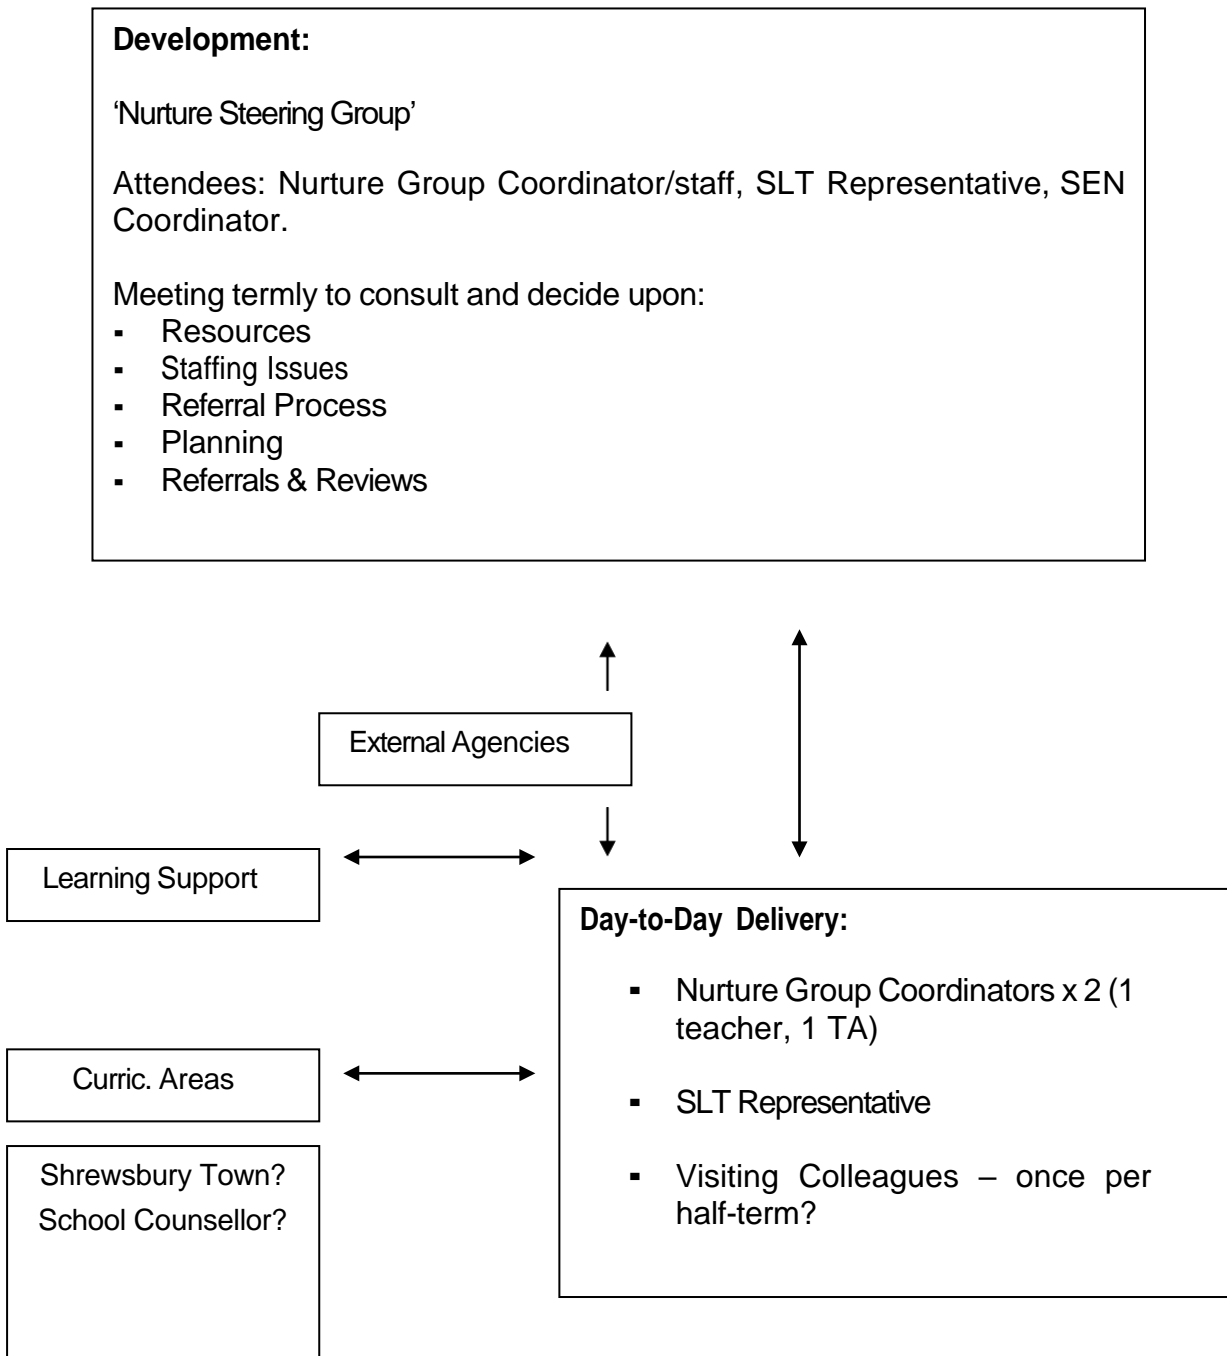 Development:
‘Nurture Steering Group’
Attendees: Nurture Group Coordinator/staff, SLT Representative, SEN
Coordinator.
Meeting termly to consult and decide upon:
▪ Resources
▪ Staffing Issues
▪ Referral Process
▪ Planning
▪ Referrals & Reviews
External Agencies
Learning Support
Day-to-Day Delivery:
▪ Nurture Group Coordinators x 2 (1
teacher, 1 TA)
▪ SLT Representative
▪ Visiting Colleagues – once per
half-term?
Curric. Areas
Shrewsbury Town?
School Counsellor?